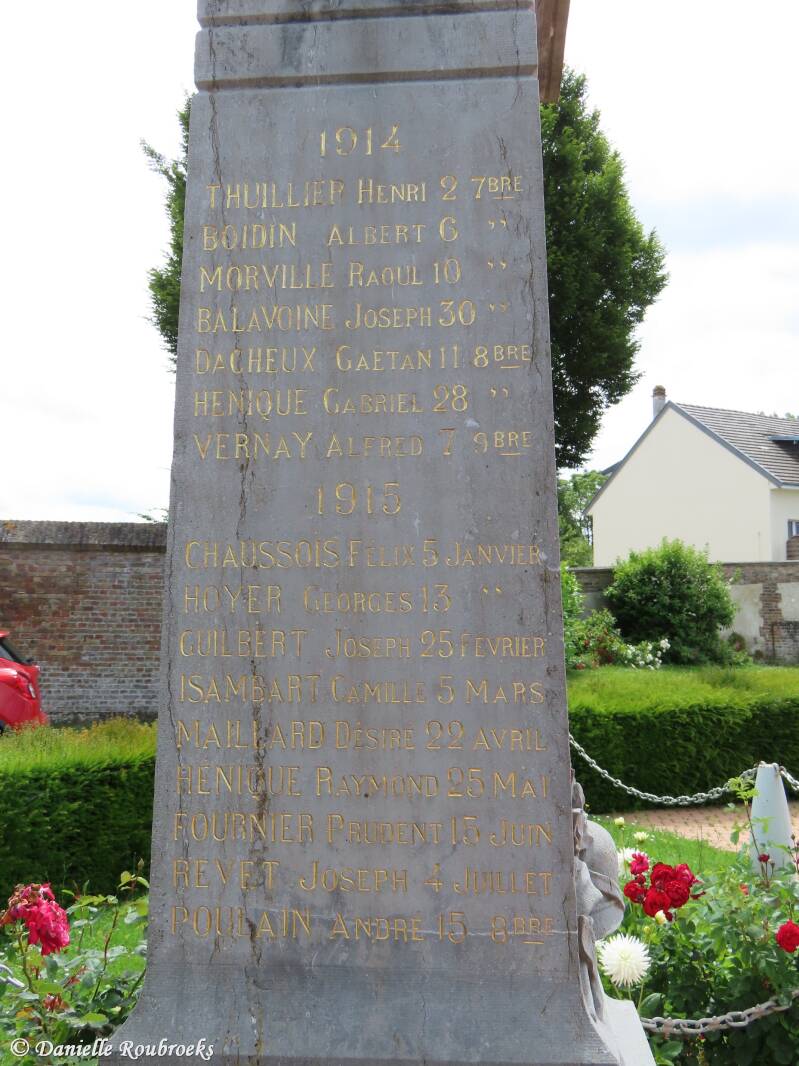 1914
THUILLIER HENRI 2 7BRE
BOIDIN ALBERT 6 ”
MORVILLE RAOUL 10 ”
BALAVOINE JOSEPH 30 ”
DACHEUX GAETAN 11 8BRE
HENIQUE GABRIEL 28 ”
VERNAY ALFRED 7 9BRE
1915
CHAUSSOIS FÉLIX 5 JANVIER
HOYER GEORGES 13 ”
GUILBERT JOSEPH 25 FÉVRIER
ISAMBART CAMILLE 5 MARS
MAILLARD DÉSIRÉ 22 AVRIL
HÉNIQUE RAYMOND 25 MAI
FOURNIER PRUDENT 15 JUIN
REVET JOSEPH 4 JUILLET
POULAIN ANDRÉ 15 8BRE
© Danielle Roubroeks